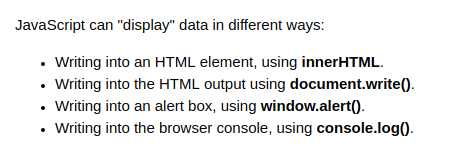 JavaScript can "display" data in different ways:
• Writing into an HTML element, using innerHTML.
• Writing into the HTML output using document.write().
• Writing into an alert box, using window.alert().
• Writing into the browser console, using console.log().